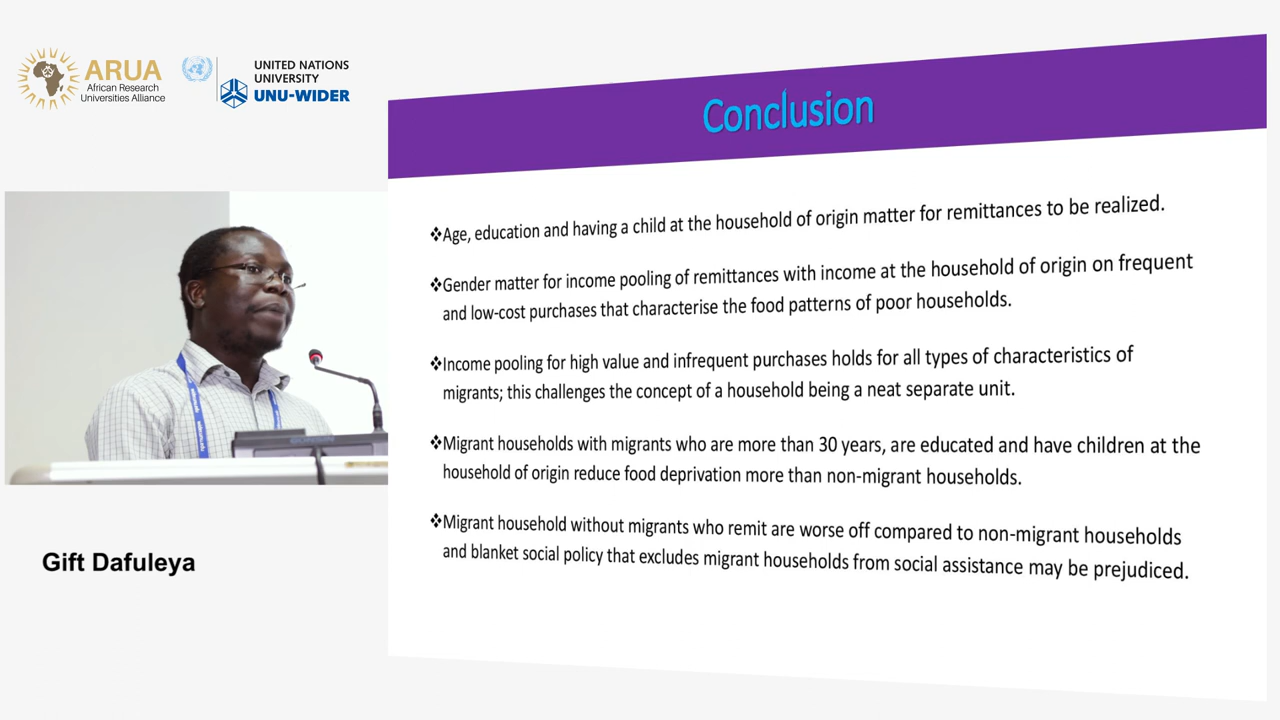 ARUA
African Research
Universities Alliance
UNITED NATIONS
UNIVERSITY
UNU-WIDER
Gift Dafuleya
Conclusion
❖Age, education and having a child at the household of origin matter for remittances to be realized.
❖Gender matter for income pooling of remittances with income at the household of origin on frequent
and low-cost purchases that characterise the food patterns of poor households.
❖Income pooling for high value and infrequent purchases holds for all types of characteristics of
migrants; this challenges the concept of a household being a neat separate unit.
❖Migrant households with migrants who are more than 30 years, are educated and have children at the
household of origin reduce food deprivation more than non-migrant households.
❖Migrant household without migrants who remit are worse off compared to non-migrant households
and blanket social policy that excludes migrant households from social assistance may be prejudiced.